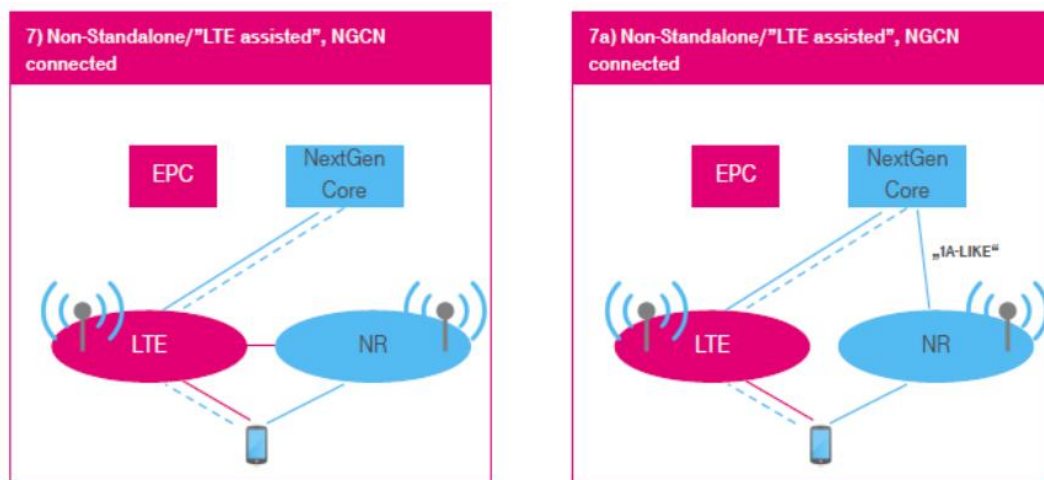 7) Non-Standalone/"LTE assisted", NGCN
connected
EPC
NextGen
Core
LTE
NR
7a) Non-Standalone/"LTE assisted", NGCN
connected
EPC
NextGen
Core
„1A-LIKE“
LTE
NR